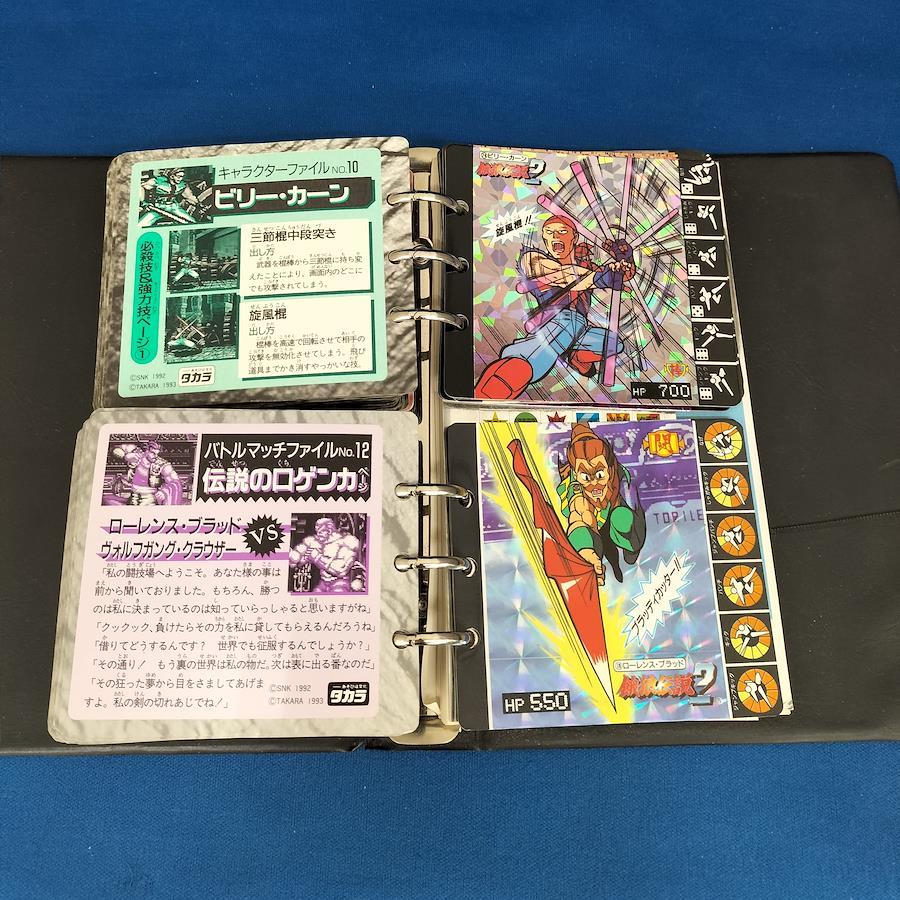 キャラクターファイル NO.10
ビリー・カーン
必殺技&強力技ページ①
三節棍中段突き
出し方
武器を棍棒から三節棍に持ち変
えたことにより、画面内のどこに
でも攻撃されてしまう。
旋風棍
出し方
棍棒を高速で回転させて相手の
攻撃を無効化させてしまう。飛び
道具までかき消すやっかいな技。
©SNK 1992
©TAKARA 1993
タカラ
ビリー・カーン
餓狼伝説2
旋風棍!!
HP 700
バトルマッチファイル No.12
伝説の口ゲンカ ページ
ローレンス・ブラッド
VS
ヴォルフガング・クラウザー
「私の闘技場へようこそ。あなた様の事は
前から聞いておりました。もちろん、勝つ
のは私に決まっているのは知っていらっしゃると思いますがね」
「クックック、負けたらその力を私に貸してもらえるんだろうね」
「借りてどうするんです? 世界でも征服するんでしょうか?」
「その通り! もう裏の世界は私の物だ。次は表に出る番なのだ」
「その狂った夢から目をさましてあげま
すよ。私の剣の切れあじでね!」
©SNK 1992
©TAKARA 1993
タカラ
闘
ブラッディカッター!!
ローレンス・ブラッド
餓狼伝説2
HP 550